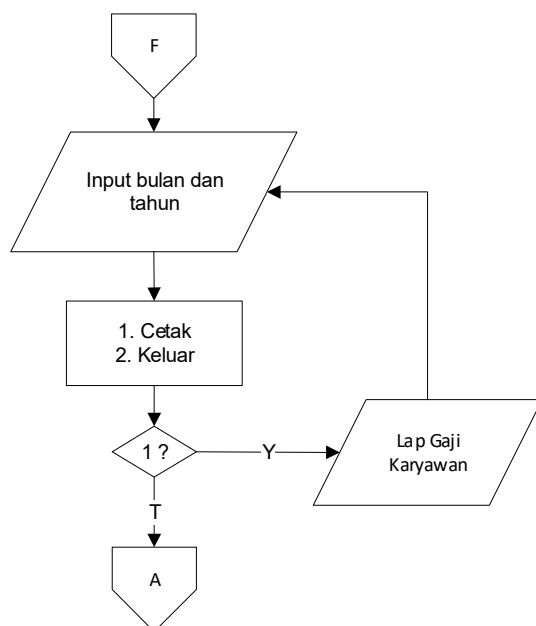 F
Input bulan dan
tahun
1. Cetak
2. Keluar
1 ?
Y
Lap Gaji
Karyawan
T
A